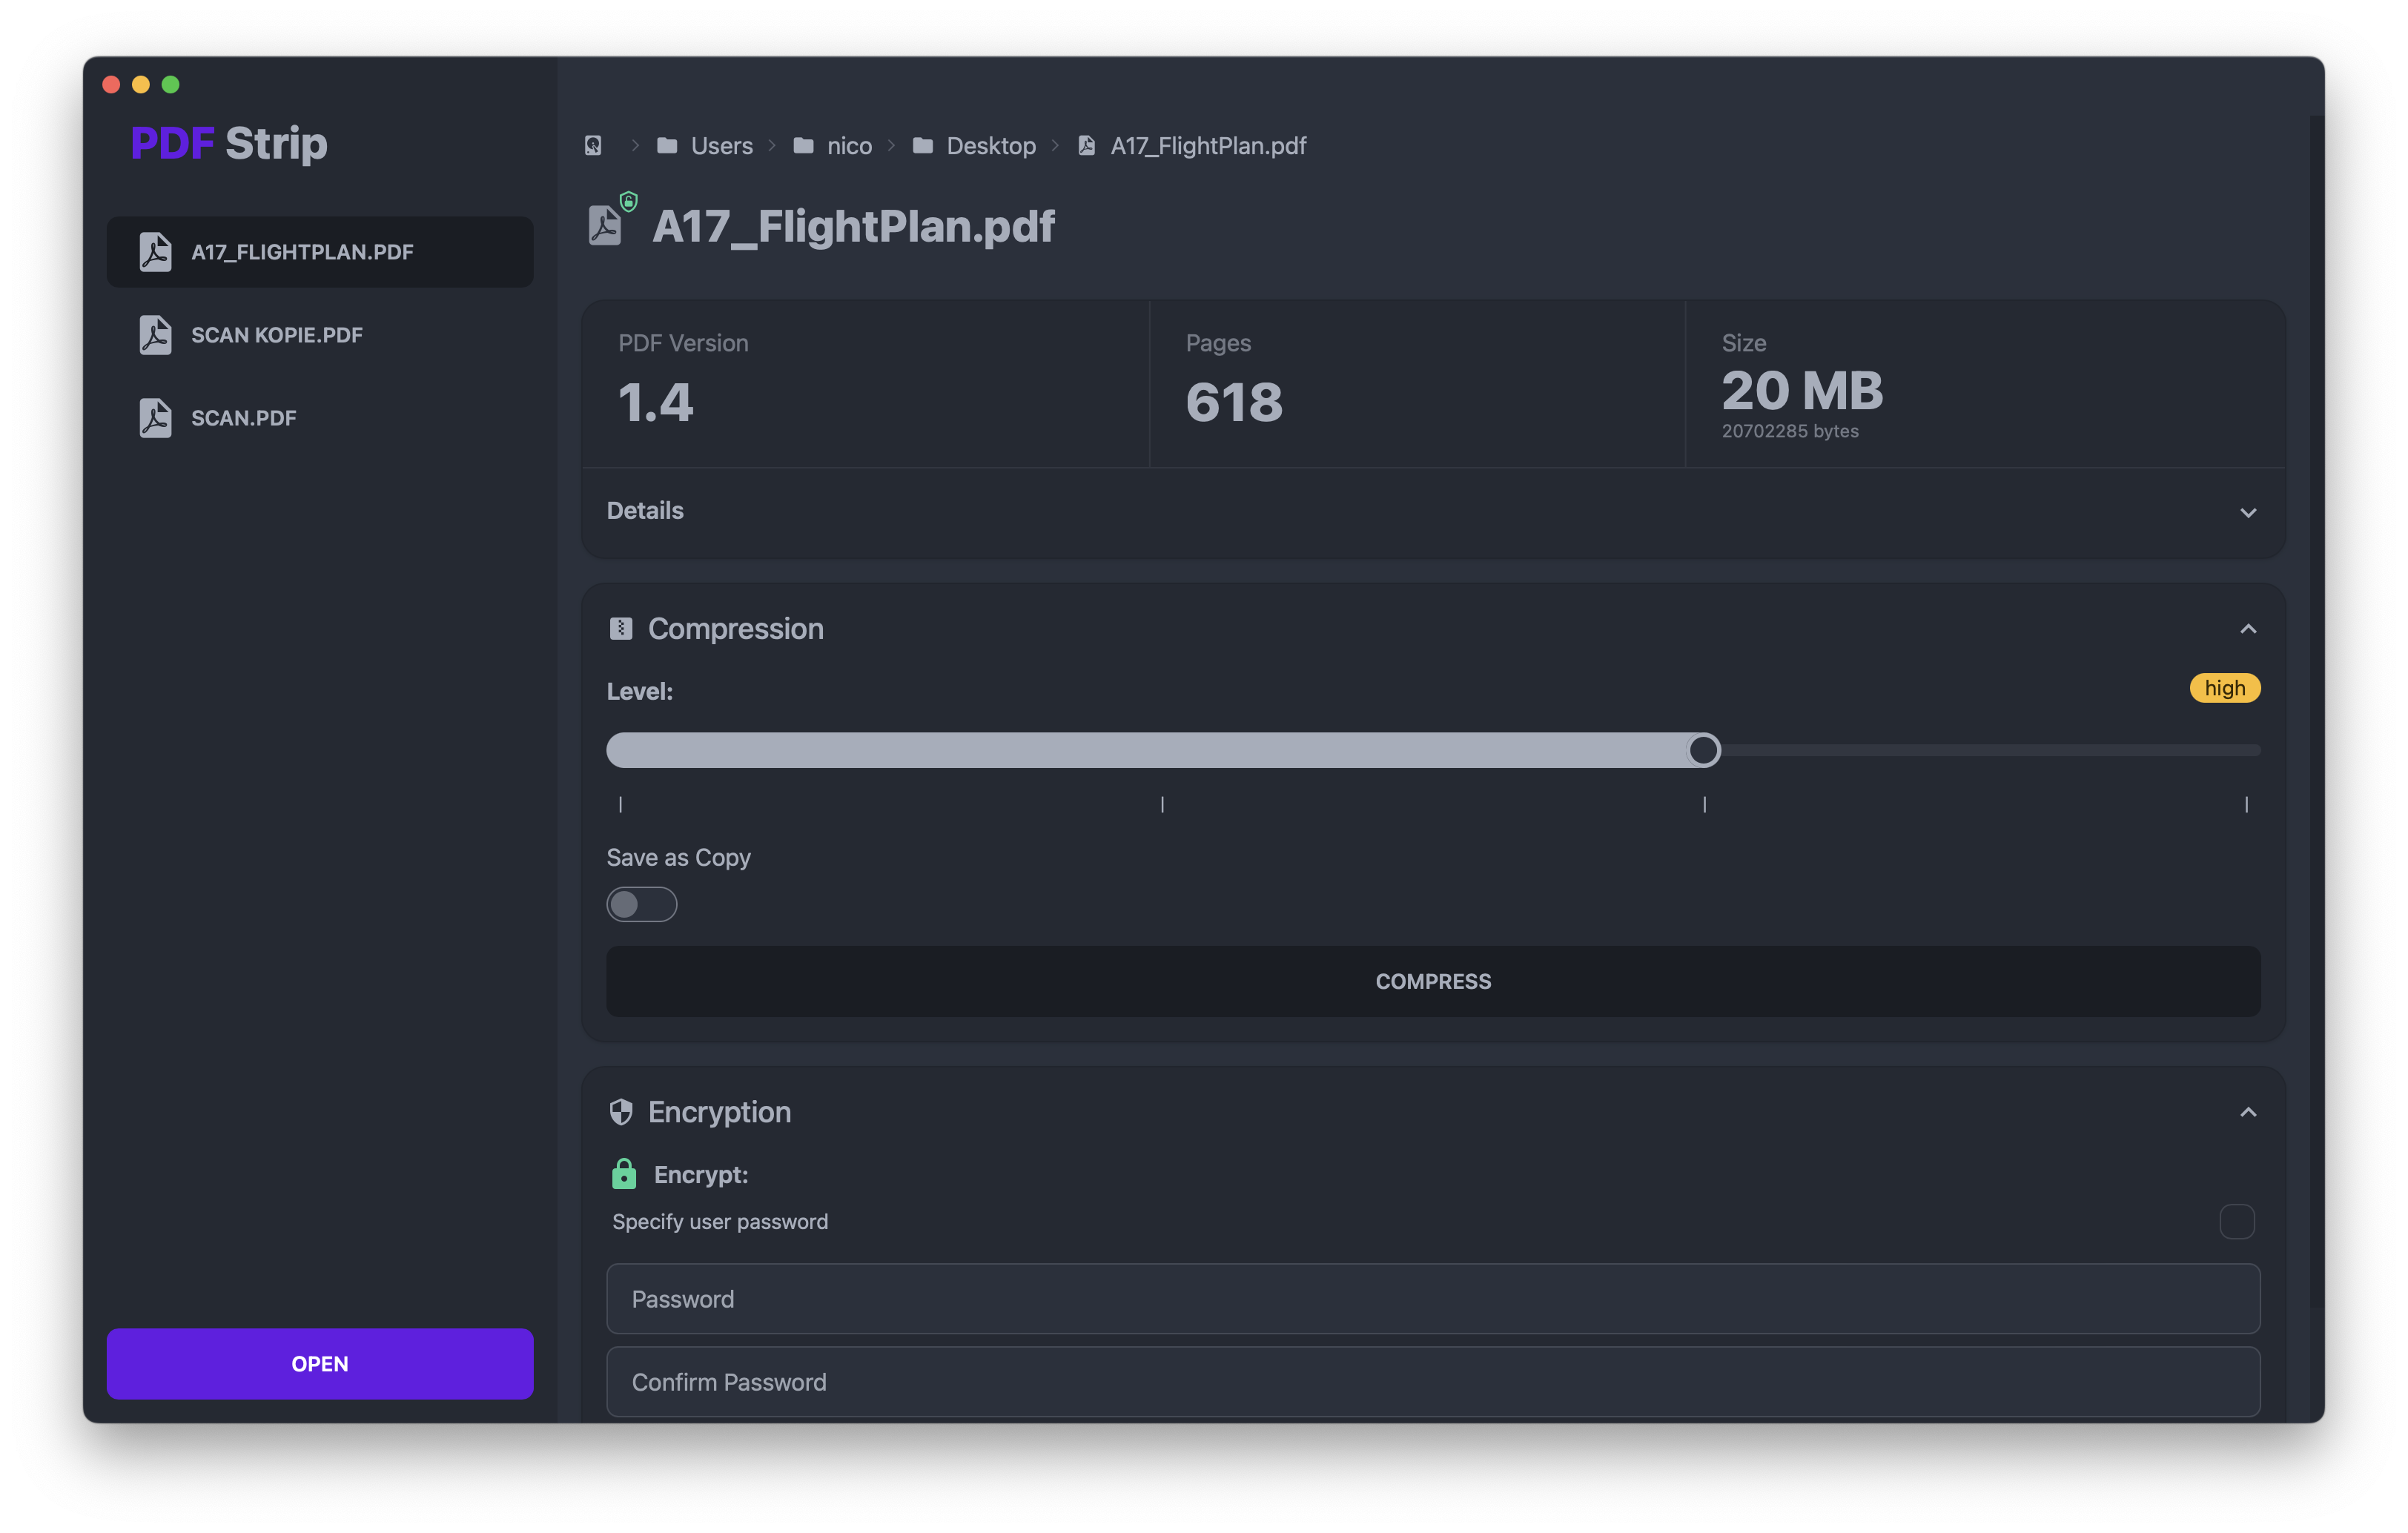 PDF Strip
A17_FLIGHTPLAN.PDF
SCAN KOPIE.PDF
SCAN.PDF
OPEN
Users nico Desktop A17_FlightPlan.pdf
A17_FlightPlan.pdf
PDF Version
1.4
Pages
618
Size
20 MB
20702285 bytes
Details
Compression
Level:
high
Save as Copy
COMPRESS
Encryption
Encrypt:
Specify user password
Password
Confirm Password